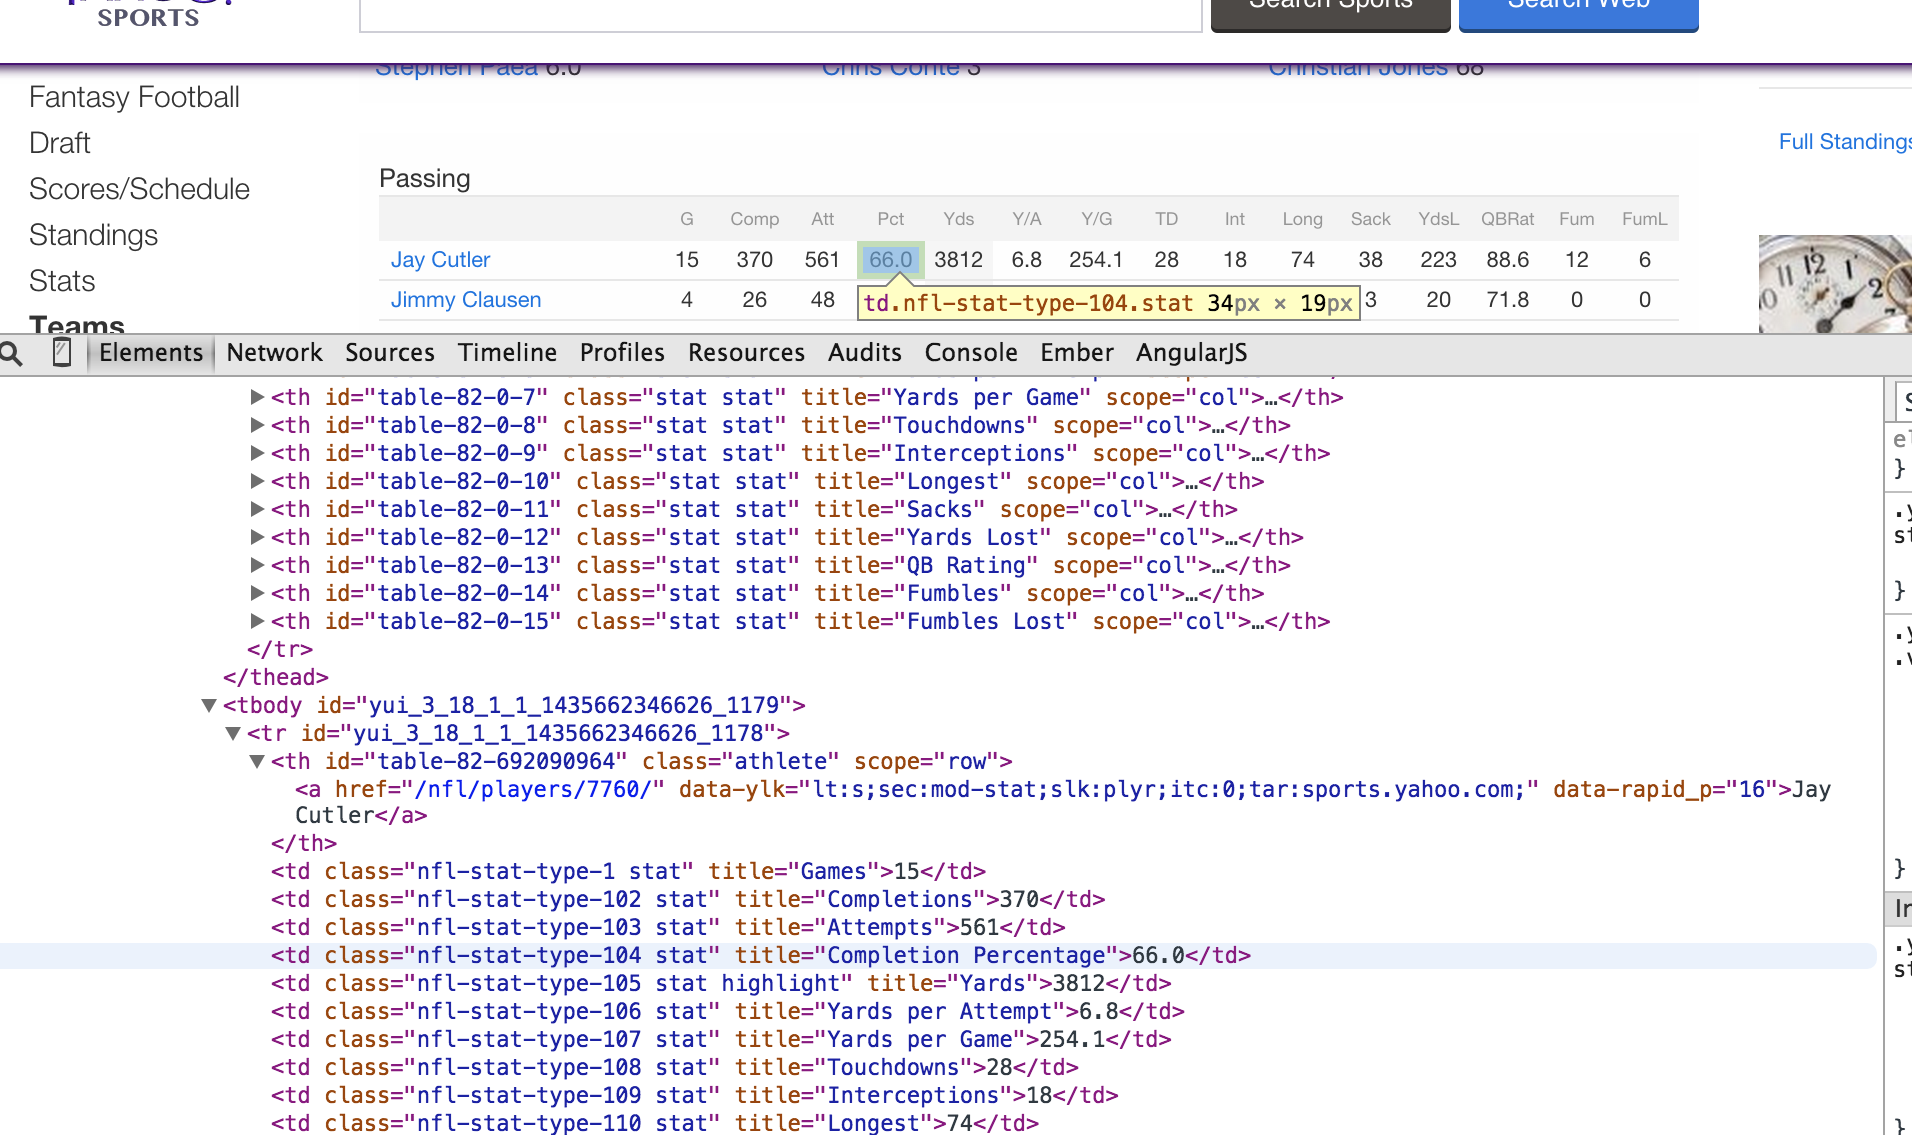 SPORTS
Search Sports
Search Web
Stephen Paea 6.0
Chris Conte 3
Christian Jones 68
Fantasy Football
Draft
Scores/Schedule
Standings
Stats
Teams
Full Standings
Passing
G Comp Att Pct Yds Y/A Y/G TD Int Long Sack YdsL QBRat Fum FumL
Jay Cutler 15 370 561 66.0 3812 6.8 254.1 28 18 74 38 223 88.6 12 6
Jimmy Clausen 4 26 48 3 20 71.8 0 0
td.nfl-stat-type-104.stat 34px × 19px
Elements Network Sources Timeline Profiles Resources Audits Console Ember AngularJS
<th id="table-82-0-7" class="stat stat" title="Yards per Game" scope="col">…</th>
<th id="table-82-0-8" class="stat stat" title="Touchdowns" scope="col">…</th>
<th id="table-82-0-9" class="stat stat" title="Interceptions" scope="col">…</th>
<th id="table-82-0-10" class="stat stat" title="Longest" scope="col">…</th>
<th id="table-82-0-11" class="stat stat" title="Sacks" scope="col">…</th>
<th id="table-82-0-12" class="stat stat" title="Yards Lost" scope="col">…</th>
<th id="table-82-0-13" class="stat stat" title="QB Rating" scope="col">…</th>
<th id="table-82-0-14" class="stat stat" title="Fumbles" scope="col">…</th>
<th id="table-82-0-15" class="stat stat" title="Fumbles Lost" scope="col">…</th>
</tr>
</thead>
<tbody id="yui_3_18_1_1_1435662346626_1179">
<tr id="yui_3_18_1_1_1435662346626_1178">
<th id="table-82-692090964" class="athlete" scope="row">
<a href="/nfl/players/7760/" data-ylk="lt:s;sec:mod-stat;slk:plyr;itc:0;tar:sports.yahoo.com;" data-rapid_p="16">Jay
Cutler</a>
</th>
<td class="nfl-stat-type-1 stat" title="Games">15</td>
<td class="nfl-stat-type-102 stat" title="Completions">370</td>
<td class="nfl-stat-type-103 stat" title="Attempts">561</td>
<td class="nfl-stat-type-104 stat" title="Completion Percentage">66.0</td>
<td class="nfl-stat-type-105 stat highlight" title="Yards">3812</td>
<td class="nfl-stat-type-106 stat" title="Yards per Attempt">6.8</td>
<td class="nfl-stat-type-107 stat" title="Yards per Game">254.1</td>
<td class="nfl-stat-type-108 stat" title="Touchdowns">28</td>
<td class="nfl-stat-type-109 stat" title="Interceptions">18</td>
<td class="nfl-stat-type-110 stat" title="Longest">74</td>